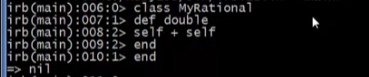 irb(main):006:0> class MyRational
irb(main):007:1> def double
irb(main):008:2> self + self
irb(main):009:2> end
irb(main):010:1> end
=> nil